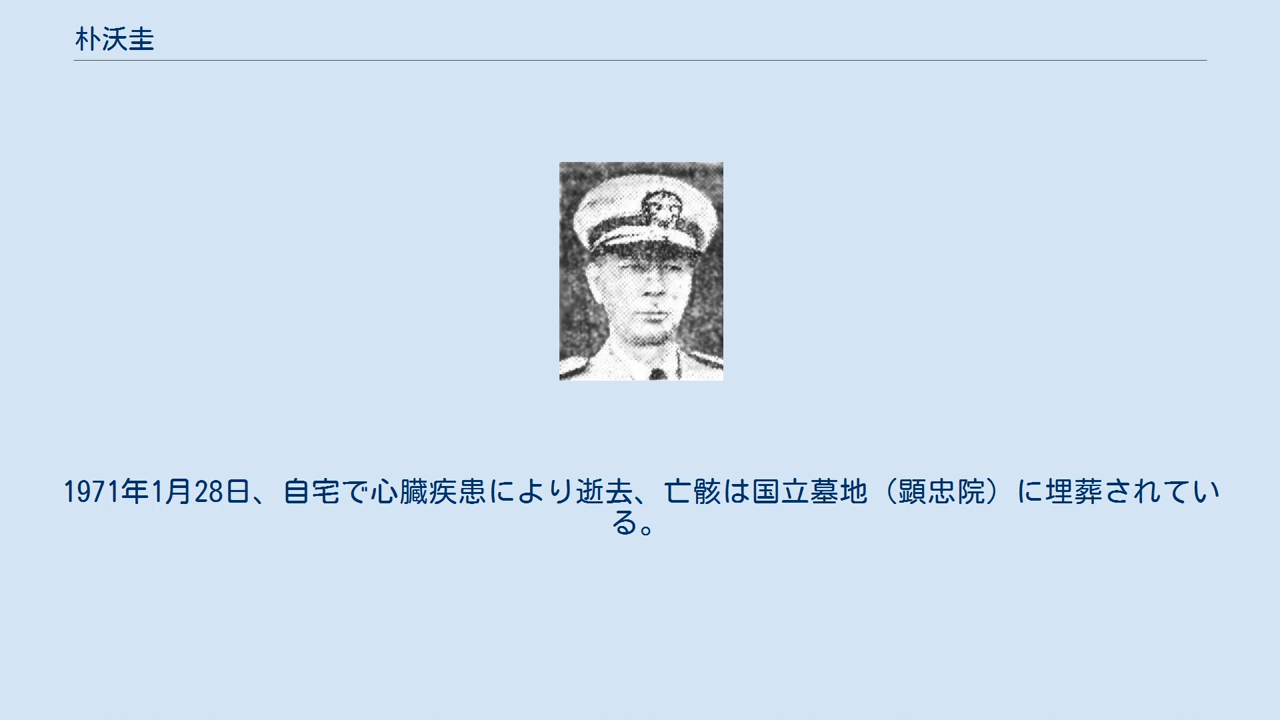 朴沃圭
1971年1月28日、自宅で心臓疾患により逝去、亡骸は国立墓地（顕忠院）に埋葬されてい
る。